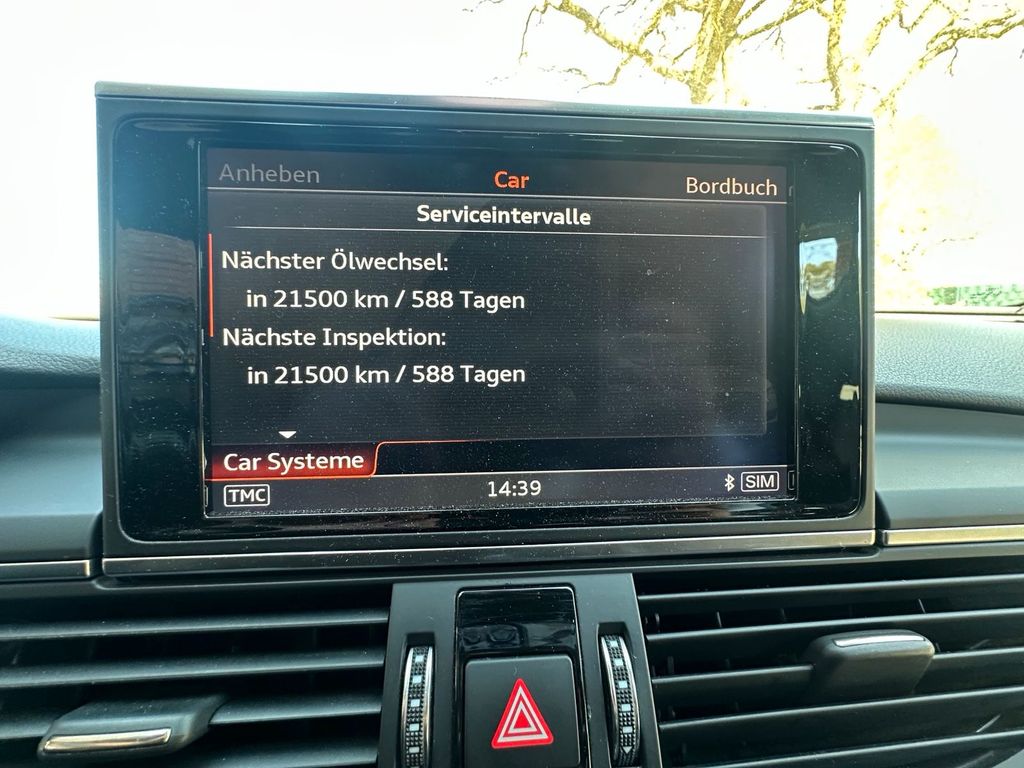 Anheben Car Bordbuch
Serviceintervalle
Nächster Ölwechsel:
in 21500 km / 588 Tagen
Nächste Inspektion:
in 21500 km / 588 Tagen
Car Systeme
TMC 14:39 SIM